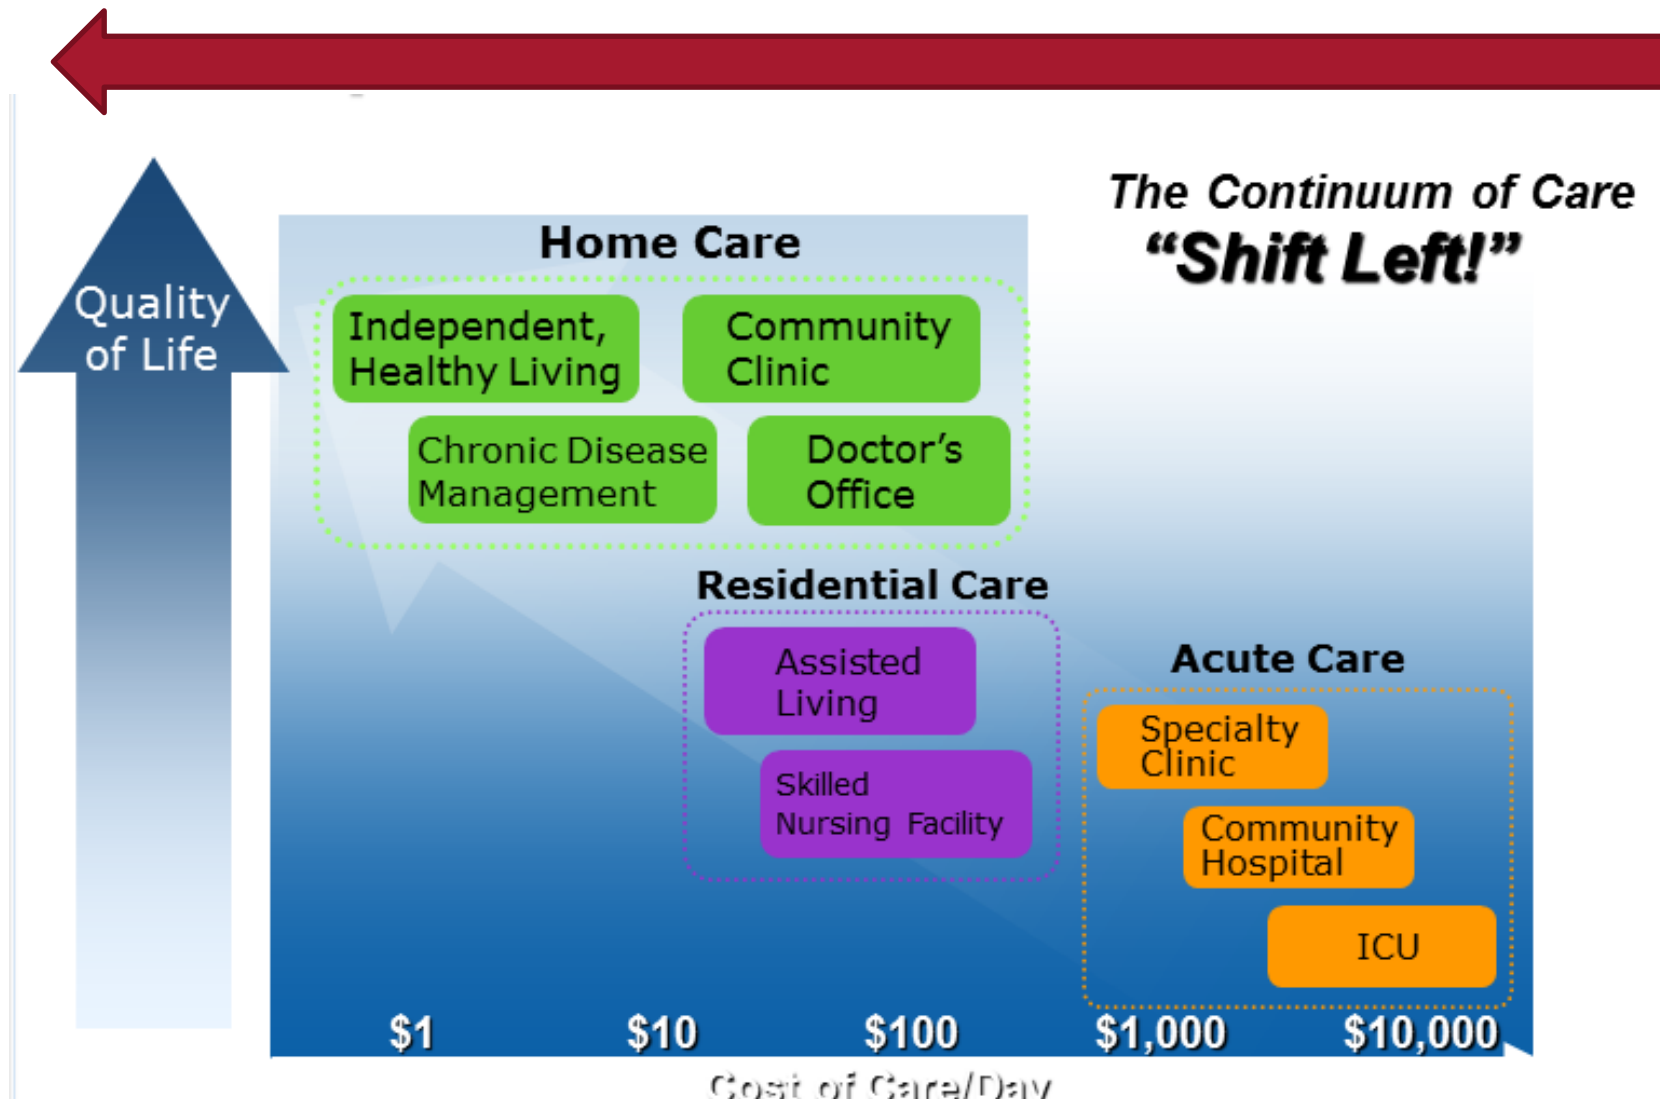 The Continuum of Care
“Shift Left!”
Quality
of Life
Home Care
Independent,
Healthy Living
Community
Clinic
Chronic Disease
Management
Doctor’s
Office
Residential Care
Assisted
Living
Skilled
Nursing Facility
Acute Care
Specialty
Clinic
Community
Hospital
ICU
$1
$10
$100
$1,000
$10,000
Cost of Care/Day